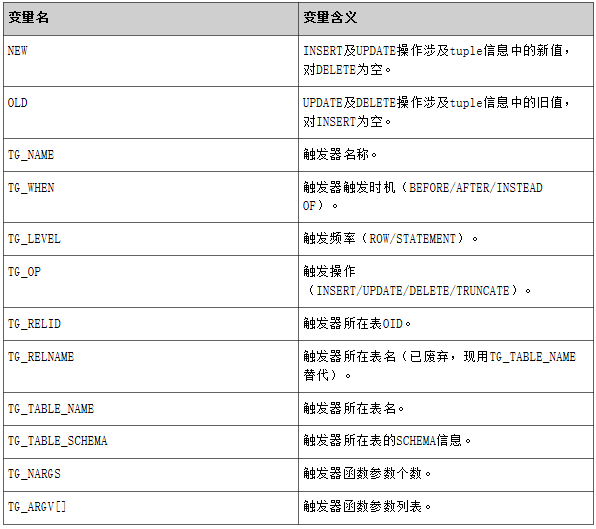 变量名
变量含义
NEW
INSERT及UPDATE操作涉及tuple信息中的新值，
对DELETE为空。
OLD
UPDATE及DELETE操作涉及tuple信息中的旧值，
对INSERT为空。
TG_NAME
触发器名称。
TG_WHEN
触发器触发时机（BEFORE/AFTER/INSTEAD
OF）。
TG_LEVEL
触发频率（ROW/STATEMENT）。
TG_OP
触发操作
（INSERT/UPDATE/DELETE/TRUNCATE）。
TG_RELID
触发器所在表OID。
TG_RELNAME
触发器所在表名（已废弃，现用TG_TABLE_NAME
替代）。
TG_TABLE_NAME
触发器所在表名。
TG_TABLE_SCHEMA
触发器所在表的SCHEMA信息。
TG_NARGS
触发器函数参数个数。
TG_ARGV[]
触发器函数参数列表。